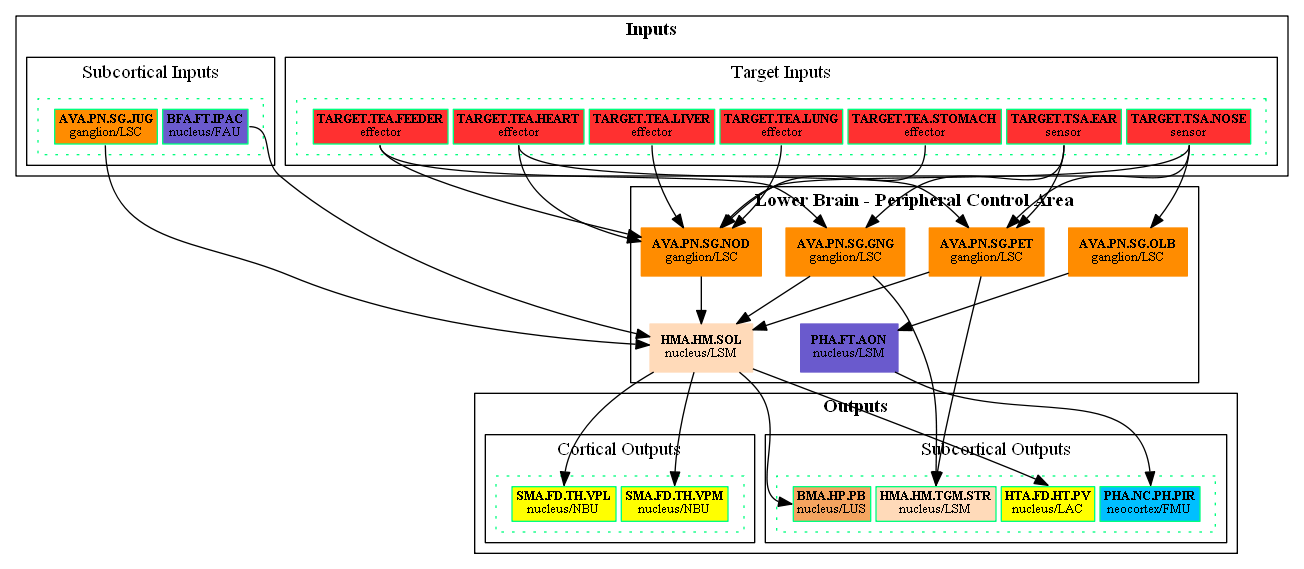 Inputs
Subcortical Inputs
Target Inputs
AVA.PN.SG.JUG
ganglion/LSC
BFA.FT.IPAC
nucleus/FAU
TARGET.TEA.FEEDER
effector
TARGET.TEA.HEART
effector
TARGET.TEA.LIVER
effector
TARGET.TEA.LUNG
effector
TARGET.TEA.STOMACH
effector
TARGET.TSA.EAR
sensor
TARGET.TSA.NOSE
sensor
Lower Brain - Peripheral Control Area
AVA.PN.SG.NOD
ganglion/LSC
AVA.PN.SG.GNG
ganglion/LSC
AVA.PN.SG.PET
ganglion/LSC
AVA.PN.SG.OLB
ganglion/LSC
HMA.HM.SOL
nucleus/LSM
PHA.FT.AON
nucleus/LSM
Outputs
Cortical Outputs
Subcortical Outputs
SMA.FD.TH.VPL
nucleus/NBU
SMA.FD.TH.VPM
nucleus/NBU
BMA.HP.PB
nucleus/LUS
HMA.HM.TGM.STR
nucleus/LSM
HTA.FD.HT.PV
nucleus/LAC
PHA.NC.PH.PIR
neocortex/FMU